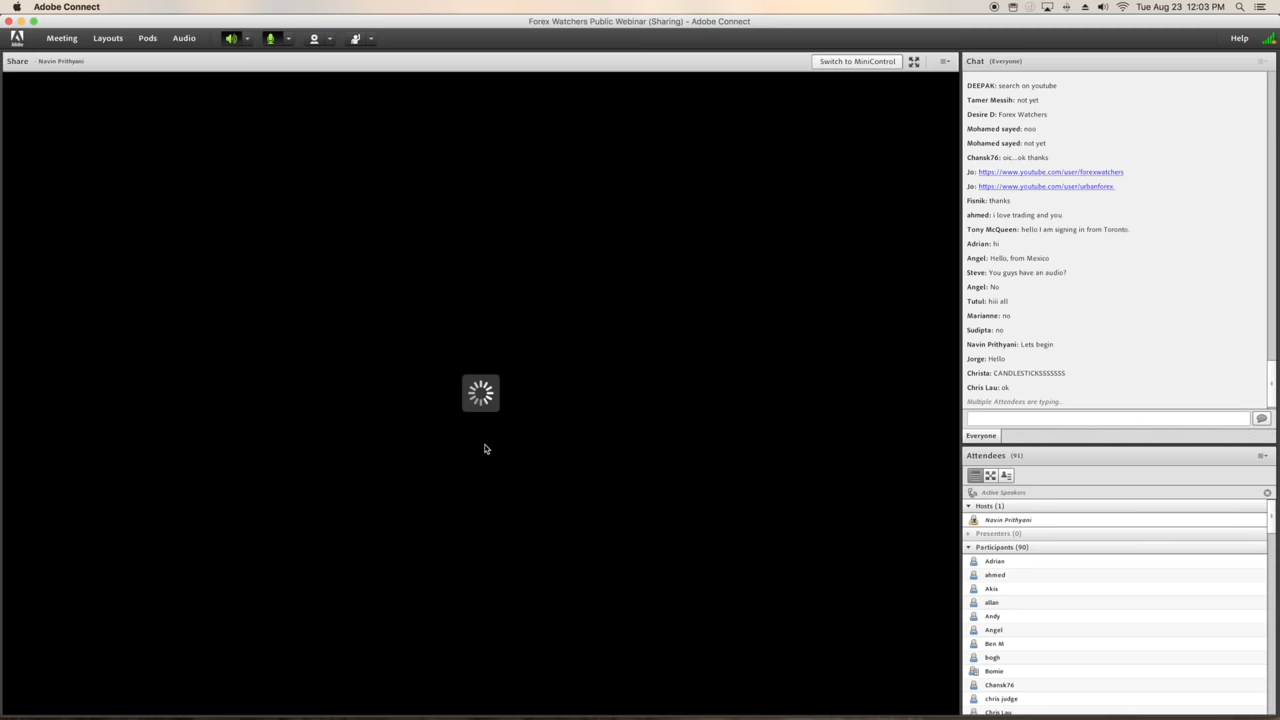 Adobe Connect
Tue Aug 23 12:03 PM
Forex Watchers Public Webinar (Sharing) - Adobe Connect
Adobe
Meeting
Layouts
Pods
Audio
Help
Share - Navin Prithyani
Switch to MiniControl
Chat (Everyone)
DEEPAK: search on youtube
Tamer Messih: not yet
Desire D: Forex Watchers
Mohamed sayed: noo
Mohamed sayed: not yet
Chansk76: oic...ok thanks
Jo: https://www.youtube.com/user/forexwatchers
Jo: https://www.youtube.com/user/urbanforex
Fisnik: thanks
ahmed: i love trading and you
Tony McQueen: hello I am signing in from Toronto.
Adrian: hi
Angel: Hello, from Mexico
Steve: You guys have an audio?
Angel: No
Tutul: hiii all
Marianne: no
Sudipta: no
Navin Prithyani: Lets begin
Jorge: Hello
Christa: CANDLESTICKSSSSSSS
Chris Lau: ok
Multiple Attendees are typing...
Everyone
Attendees (91)
Active Speakers
Hosts (1)
Navin Prithyani
Presenters (0)
Participants (90)
Adrian
ahmed
Akis
allan
Andy
Angel
Ben M
bogh
Bomie
Chansk76
chris judge
Chris Lau